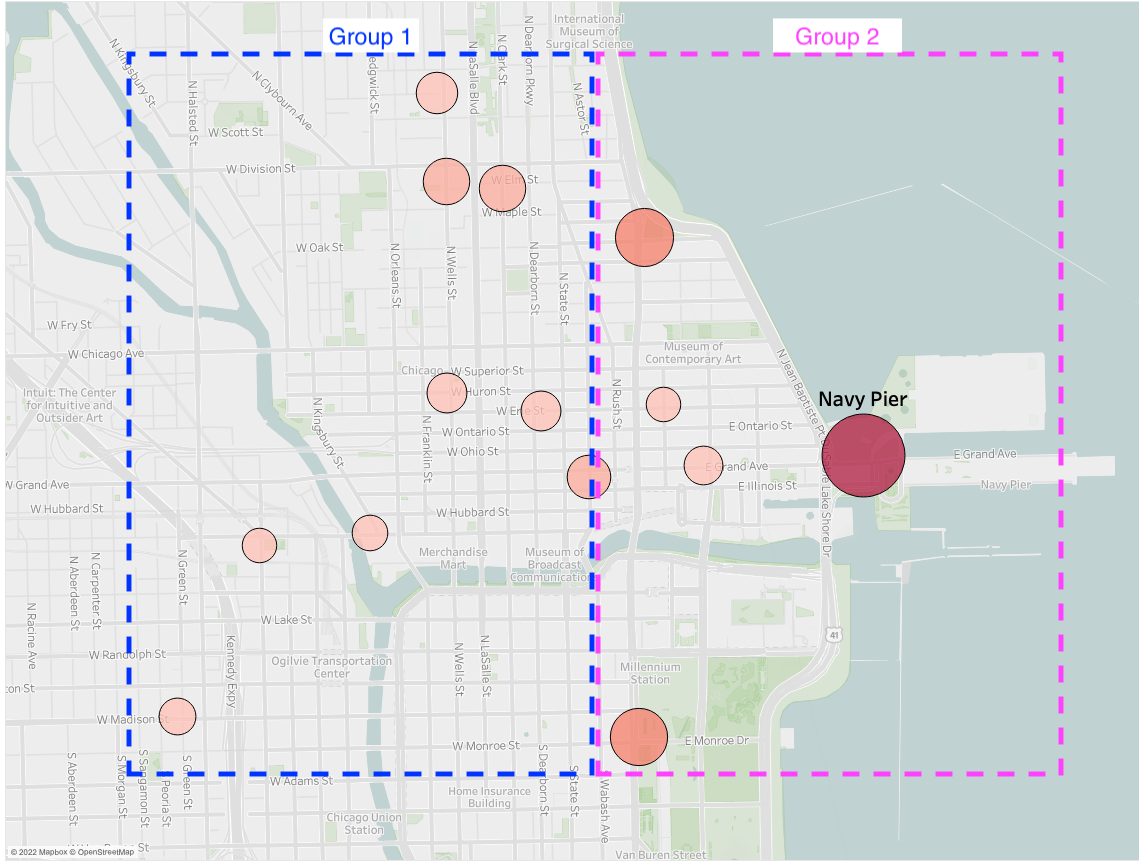 Group 1
Group 2
International
Museum of
Surgical Science
N Kingsbury St
N Halsted St
N Clybourn Ave
edgwick St
N LaSalle Blvd
N Clark St
N Dearborn Pkwy
N Astor St
W Scott St
W Division St
W Elm St
W Maple St
W Oak St
N Orleans St
N Wells St
N Dearborn St
N State St
W Fry St
W Chicago Ave
Museum of
Contemporary Art
N Jean Baptiste Pt
Chicago
W Superior St
W Huron St
W Erie St
N Rush St
Navy Pier
Intuit: The Center
for Intuitive and
Outsider Art
N Kingsbury St
N Franklin St
W Ontario St
E Ontario St
W Ohio St
E Grand Ave
E Grand Ave
W Grand Ave
E Illinois St
Navy Pier
W Hubbard St
W Hubbard St
Lake Shore Dr
Merchandise
Mart
Museum of
Broadcast
Communication
N Aberdeen St
N Carpenter St
N Green St
N Racine Ave
W Lake St
Kennedy Expy
41
W Randolph St
Ogilvie Transportation
Center
N Wells St
N LaSalle St
Millennium
Station
ton St
W Madison St
W Monroe St
E Monroe Dr
S Aberdeen St
S Morgan St
S Sangamon St
S Peoria St
S Green St
W Adams St
S Dearborn St
S State St
S Wabash Ave
Home Insurance
Building
Chicago Union
Station
Van Buren Street
© 2022 Mapbox © OpenStreetMap